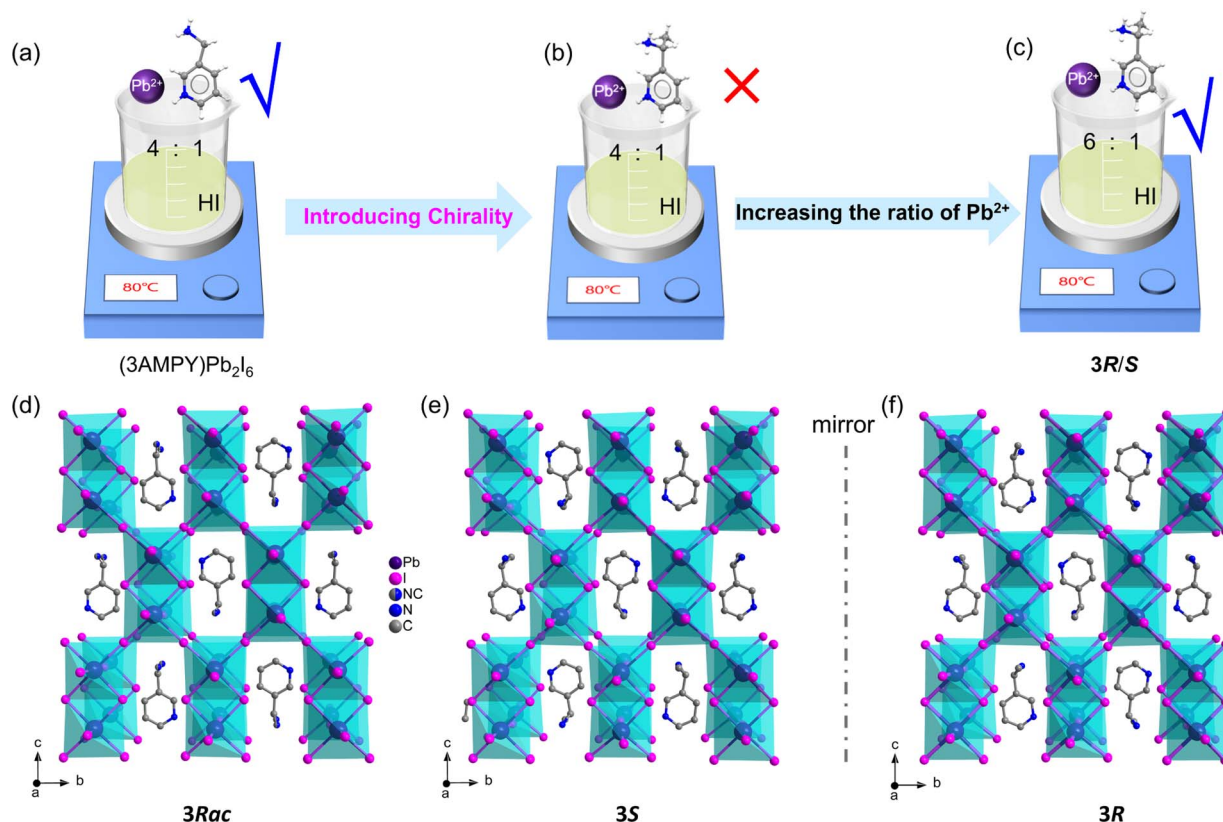 (a)
Pb²⁺
4 : 1
HI
80℃
(3AMPY)Pb₂I₆
Introducing Chirality
(b)
Pb²⁺
4 : 1
HI
80℃
Increasing the ratio of Pb²⁺
(c)
Pb²⁺
6 : 1
HI
80℃
3R/S
(d)
Pb
I
NC
N
C
c
a
b
3Rac
(e)
c
a
b
3S
mirror
(f)
c
a
b
3R